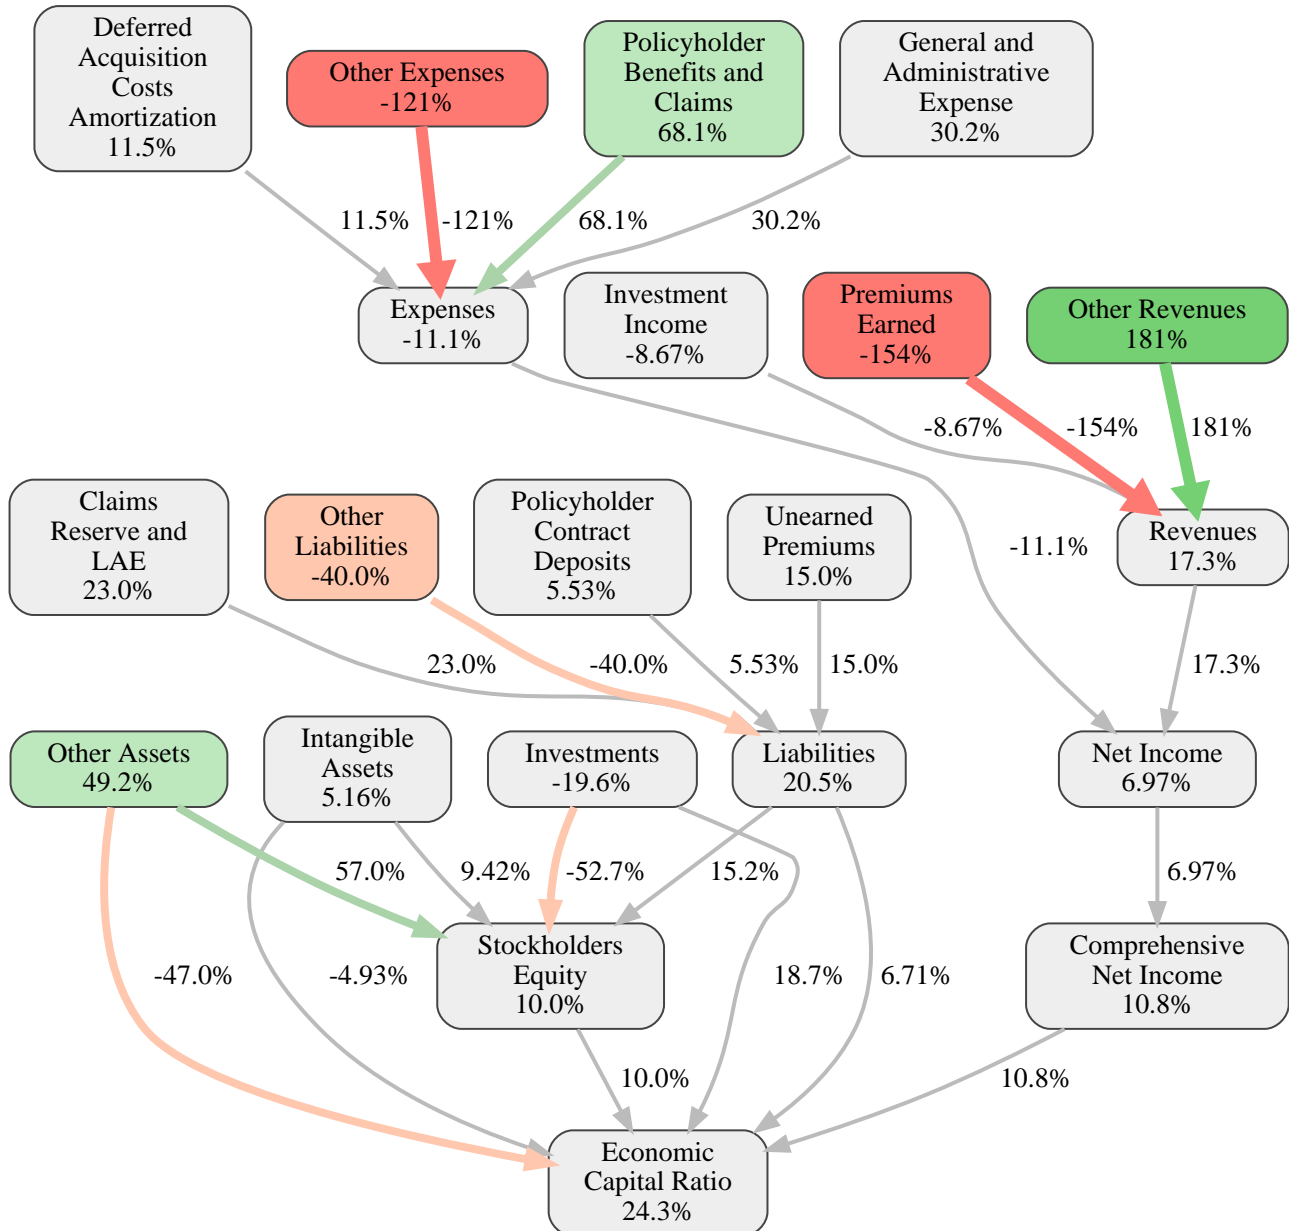 Deferred
Acquisition
Costs
Amortization
11.5%
Other Expenses
-121%
Policyholder
Benefits and
Claims
68.1%
General and
Administrative
Expense
30.2%
11.5%
-121%
68.1%
30.2%
Expenses
-11.1%
Investment
Income
-8.67%
Premiums
Earned
-154%
Other Revenues
181%
-8.67%
-154%
181%
Claims
Reserve and
LAE
23.0%
Other
Liabilities
-40.0%
Policyholder
Contract
Deposits
5.53%
Unearned
Premiums
15.0%
-11.1%
Revenues
17.3%
23.0%
-40.0%
5.53%
15.0%
17.3%
Other Assets
49.2%
Intangible
Assets
5.16%
Investments
-19.6%
Liabilities
20.5%
Net Income
6.97%
57.0%
9.42%
-52.7%
15.2%
6.97%
-47.0%
-4.93%
Stockholders
Equity
10.0%
18.7%
6.71%
Comprehensive
Net Income
10.8%
10.0%
10.8%
Economic
Capital Ratio
24.3%